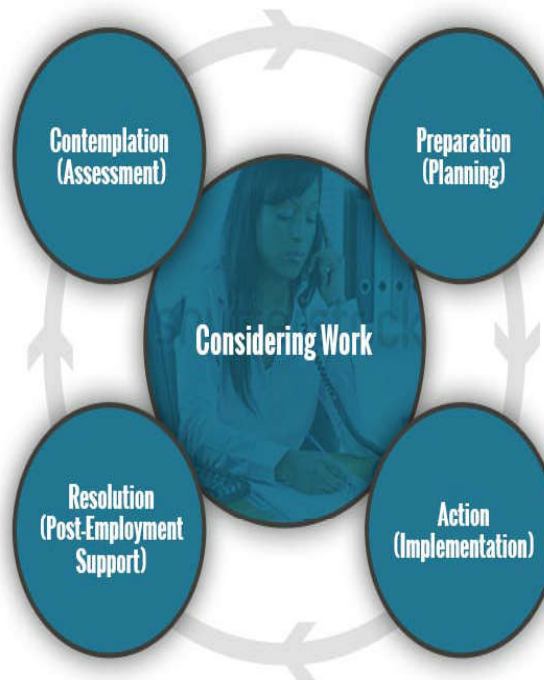 Contemplation
(Assessment)
Preparation
(Planning)
Considering Work
Resolution
(Post-Employment
Support)
Action
(Implementation)